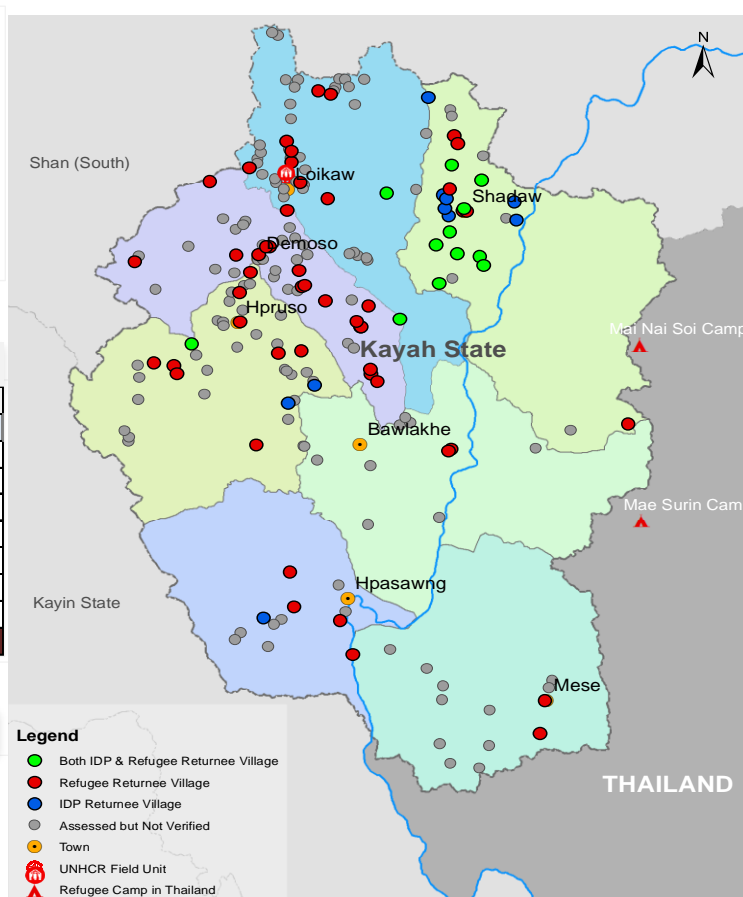 N
Shan (South)
Loikaw
Shadaw
Demoso
Hpruso
Mai Nai Soi Camp
Kayah State
Bawlakhe
Mae Surin Cam
Hpasawng
Kayin State
Mese
THAILAND
Legend
Both IDP & Refugee Returnee Village
Refugee Returnee Village
IDP Returnee Village
Assessed but Not Verified
Town
UNHCR Field Unit
Refugee Camp in Thailand